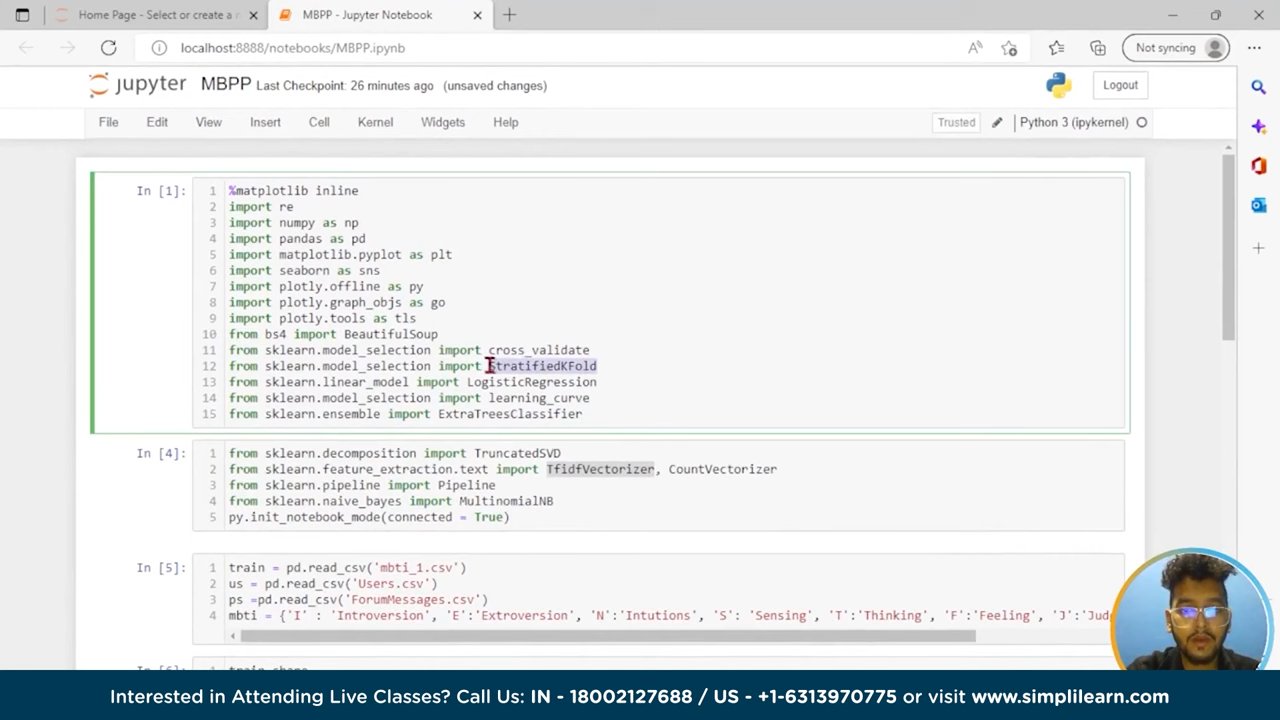 Home Page - Select or create a n
MBPP - Jupyter Notebook
localhost:8888/notebooks/MBPP.ipynb
Not syncing
jupyter MBPP Last Checkpoint: 26 minutes ago (unsaved changes)
Logout
File Edit View Insert Cell Kernel Widgets Help
Trusted
Python 3 (ipykernel)
In [1]:
1 %matplotlib inline
2 import re
3 import numpy as np
4 import pandas as pd
5 import matplotlib.pyplot as plt
6 import seaborn as sns
7 import plotly.offline as py
8 import plotly.graph_objs as go
9 import plotly.tools as tls
10 from bs4 import BeautifulSoup
11 from sklearn.model_selection import cross_validate
12 from sklearn.model_selection import StratifiedKFold
13 from sklearn.linear_model import LogisticRegression
14 from sklearn.model_selection import learning_curve
15 from sklearn.ensemble import ExtraTreesClassifier
In [4]:
1 from sklearn.decomposition import TruncatedSVD
2 from sklearn.feature_extraction.text import TfidfVectorizer, CountVectorizer
3 from sklearn.pipeline import Pipeline
4 from sklearn.naive_bayes import MultinomialNB
5 py.init_notebook_mode(connected = True)
In [5]:
1 train = pd.read_csv('mbti_1.csv')
2 us = pd.read_csv('Users.csv')
3 ps =pd.read_csv('ForumMessages.csv')
4 mbti = {'I' : 'Introversion', 'E':'Extroversion', 'N':'Intutions', 'S': 'Sensing', 'T':'Thinking', 'F':'Feeling', 'J':'Judg
Interested in Attending Live Classes? Call Us: IN - 18002127688 / US - +1-6313970775 or visit www.simplilearn.com